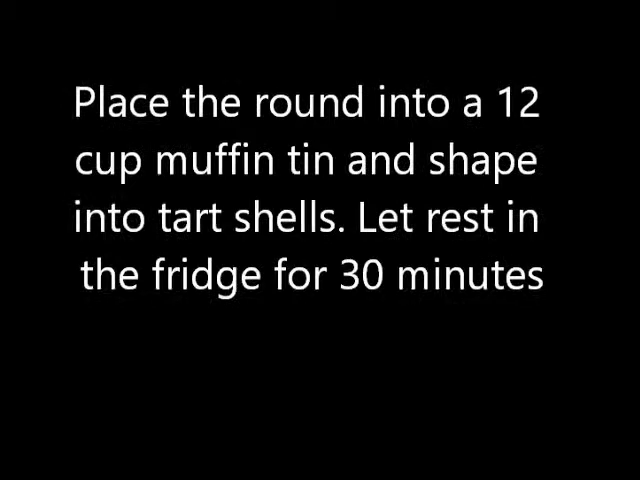 Place the round into a 12
cup muffin tin and shape
into tart shells. Let rest in
the fridge for 30 minutes